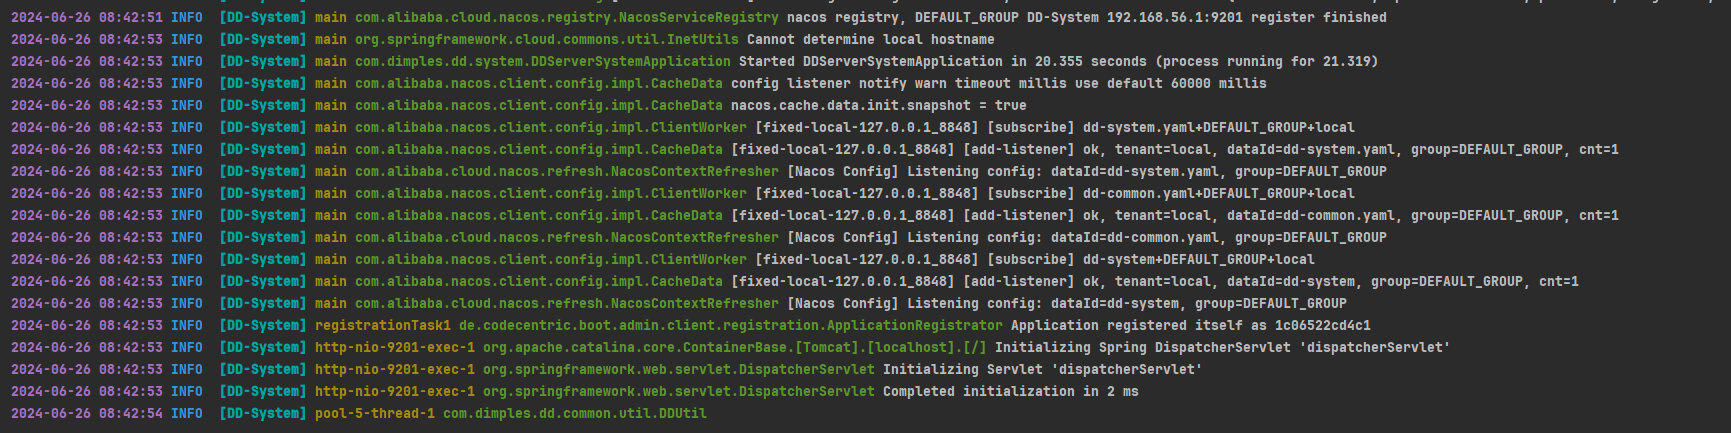 2024-06-26 08:42:51 INFO [DD-System] main com.alibaba.cloud.nacos.registry.NacosServiceRegistry nacos registry, DEFAULT_GROUP DD-System 192.168.56.1:9201 register finished
2024-06-26 08:42:53 INFO [DD-System] main org.springframework.cloud.commons.util.InetUtils Cannot determine local hostname
2024-06-26 08:42:53 INFO [DD-System] main com.dimples.dd.system.DDServerSystemApplication Started DDServerSystemApplication in 20.355 seconds (process running for 21.319)
2024-06-26 08:42:53 INFO [DD-System] main com.alibaba.nacos.client.config.impl.CacheData config listener notify warn timeout millis use default 60000 millis
2024-06-26 08:42:53 INFO [DD-System] main com.alibaba.nacos.client.config.impl.CacheData nacos.cache.data.init.snapshot = true
2024-06-26 08:42:53 INFO [DD-System] main com.alibaba.nacos.client.config.impl.ClientWorker [fixed-local-127.0.0.1_8848] [subscribe] dd-system.yaml+DEFAULT_GROUP+local
2024-06-26 08:42:53 INFO [DD-System] main com.alibaba.nacos.client.config.impl.CacheData [fixed-local-127.0.0.1_8848] [add-listener] ok, tenant=local, dataId=dd-system.yaml, group=DEFAULT_GROUP, cnt=1
2024-06-26 08:42:53 INFO [DD-System] main com.alibaba.cloud.nacos.refresh.NacosContextRefresher [Nacos Config] Listening config: dataId=dd-system.yaml, group=DEFAULT_GROUP
2024-06-26 08:42:53 INFO [DD-System] main com.alibaba.nacos.client.config.impl.ClientWorker [fixed-local-127.0.0.1_8848] [subscribe] dd-common.yaml+DEFAULT_GROUP+local
2024-06-26 08:42:53 INFO [DD-System] main com.alibaba.nacos.client.config.impl.CacheData [fixed-local-127.0.0.1_8848] [add-listener] ok, tenant=local, dataId=dd-common.yaml, group=DEFAULT_GROUP, cnt=1
2024-06-26 08:42:53 INFO [DD-System] main com.alibaba.cloud.nacos.refresh.NacosContextRefresher [Nacos Config] Listening config: dataId=dd-common.yaml, group=DEFAULT_GROUP
2024-06-26 08:42:53 INFO [DD-System] main com.alibaba.nacos.client.config.impl.ClientWorker [fixed-local-127.0.0.1_8848] [subscribe] dd-system+DEFAULT_GROUP+local
2024-06-26 08:42:53 INFO [DD-System] main com.alibaba.nacos.client.config.impl.CacheData [fixed-local-127.0.0.1_8848] [add-listener] ok, tenant=local, dataId=dd-system, group=DEFAULT_GROUP, cnt=1
2024-06-26 08:42:53 INFO [DD-System] main com.alibaba.cloud.nacos.refresh.NacosContextRefresher [Nacos Config] Listening config: dataId=dd-system, group=DEFAULT_GROUP
2024-06-26 08:42:53 INFO [DD-System] registrationTask1 de.codecentric.boot.admin.client.registration.ApplicationRegistrator Application registered itself as 1c06522cd4c1
2024-06-26 08:42:53 INFO [DD-System] http-nio-9201-exec-1 org.apache.catalina.core.ContainerBase.[Tomcat].[localhost].[/] Initializing Spring DispatcherServlet 'dispatcherServlet'
2024-06-26 08:42:53 INFO [DD-System] http-nio-9201-exec-1 org.springframework.web.servlet.DispatcherServlet Initializing Servlet 'dispatcherServlet'
2024-06-26 08:42:53 INFO [DD-System] http-nio-9201-exec-1 org.springframework.web.servlet.DispatcherServlet Completed initialization in 2 ms
2024-06-26 08:42:54 INFO [DD-System] pool-5-thread-1 com.dimples.dd.common.util.DDUtil